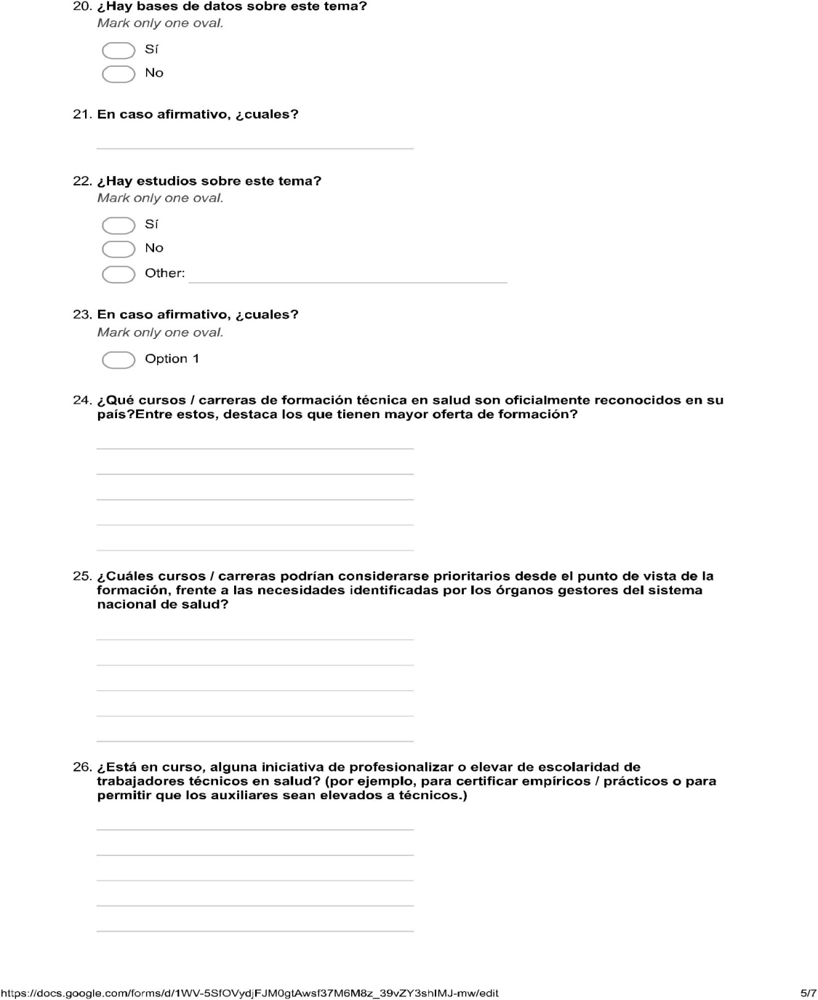 20. ¿Hay bases de datos sobre este tema?
Mark only one oval.
Sí
No
21. En caso afirmativo, ¿cuales?
22. ¿Hay estudios sobre este tema?
Mark only one oval.
Sí
No
Other:
23. En caso afirmativo, ¿cuales?
Mark only one oval.
Option 1
24. ¿Qué cursos / carreras de formación técnica en salud son oficialmente reconocidos en su
país?Entre estos, destaca los que tienen mayor oferta de formación?
25. ¿Cuáles cursos / carreras podrían considerarse prioritarios desde el punto de vista de la
formación, frente a las necesidades identificadas por los órganos gestores del sistema
nacional de salud?
26. ¿Está en curso, alguna iniciativa de profesionalizar o elevar de escolaridad de
trabajadores técnicos en salud? (por ejemplo, para certificar empíricos / prácticos o para
permitir que los auxiliares sean elevados a técnicos.)
https://docs.google.com/forms/d/1WV-5SfOVydjFJM0gtAwsf37M6M8z_39vZY3shIMJ-mw/edit
5/7